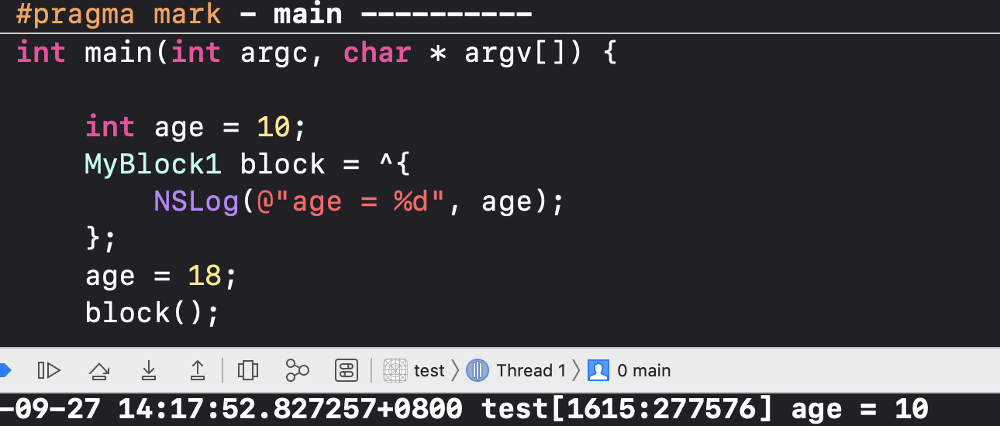 #pragma mark - main ----------
int main(int argc, char * argv[]) {
int age = 10;
MyBlock1 block = ^{
NSLog(@"age = %d", age);
};
age = 18;
block();
test 〉 Thread 1 〉 0 main
-09-27 14:17:52.827257+0800 test[1615:277576] age = 10